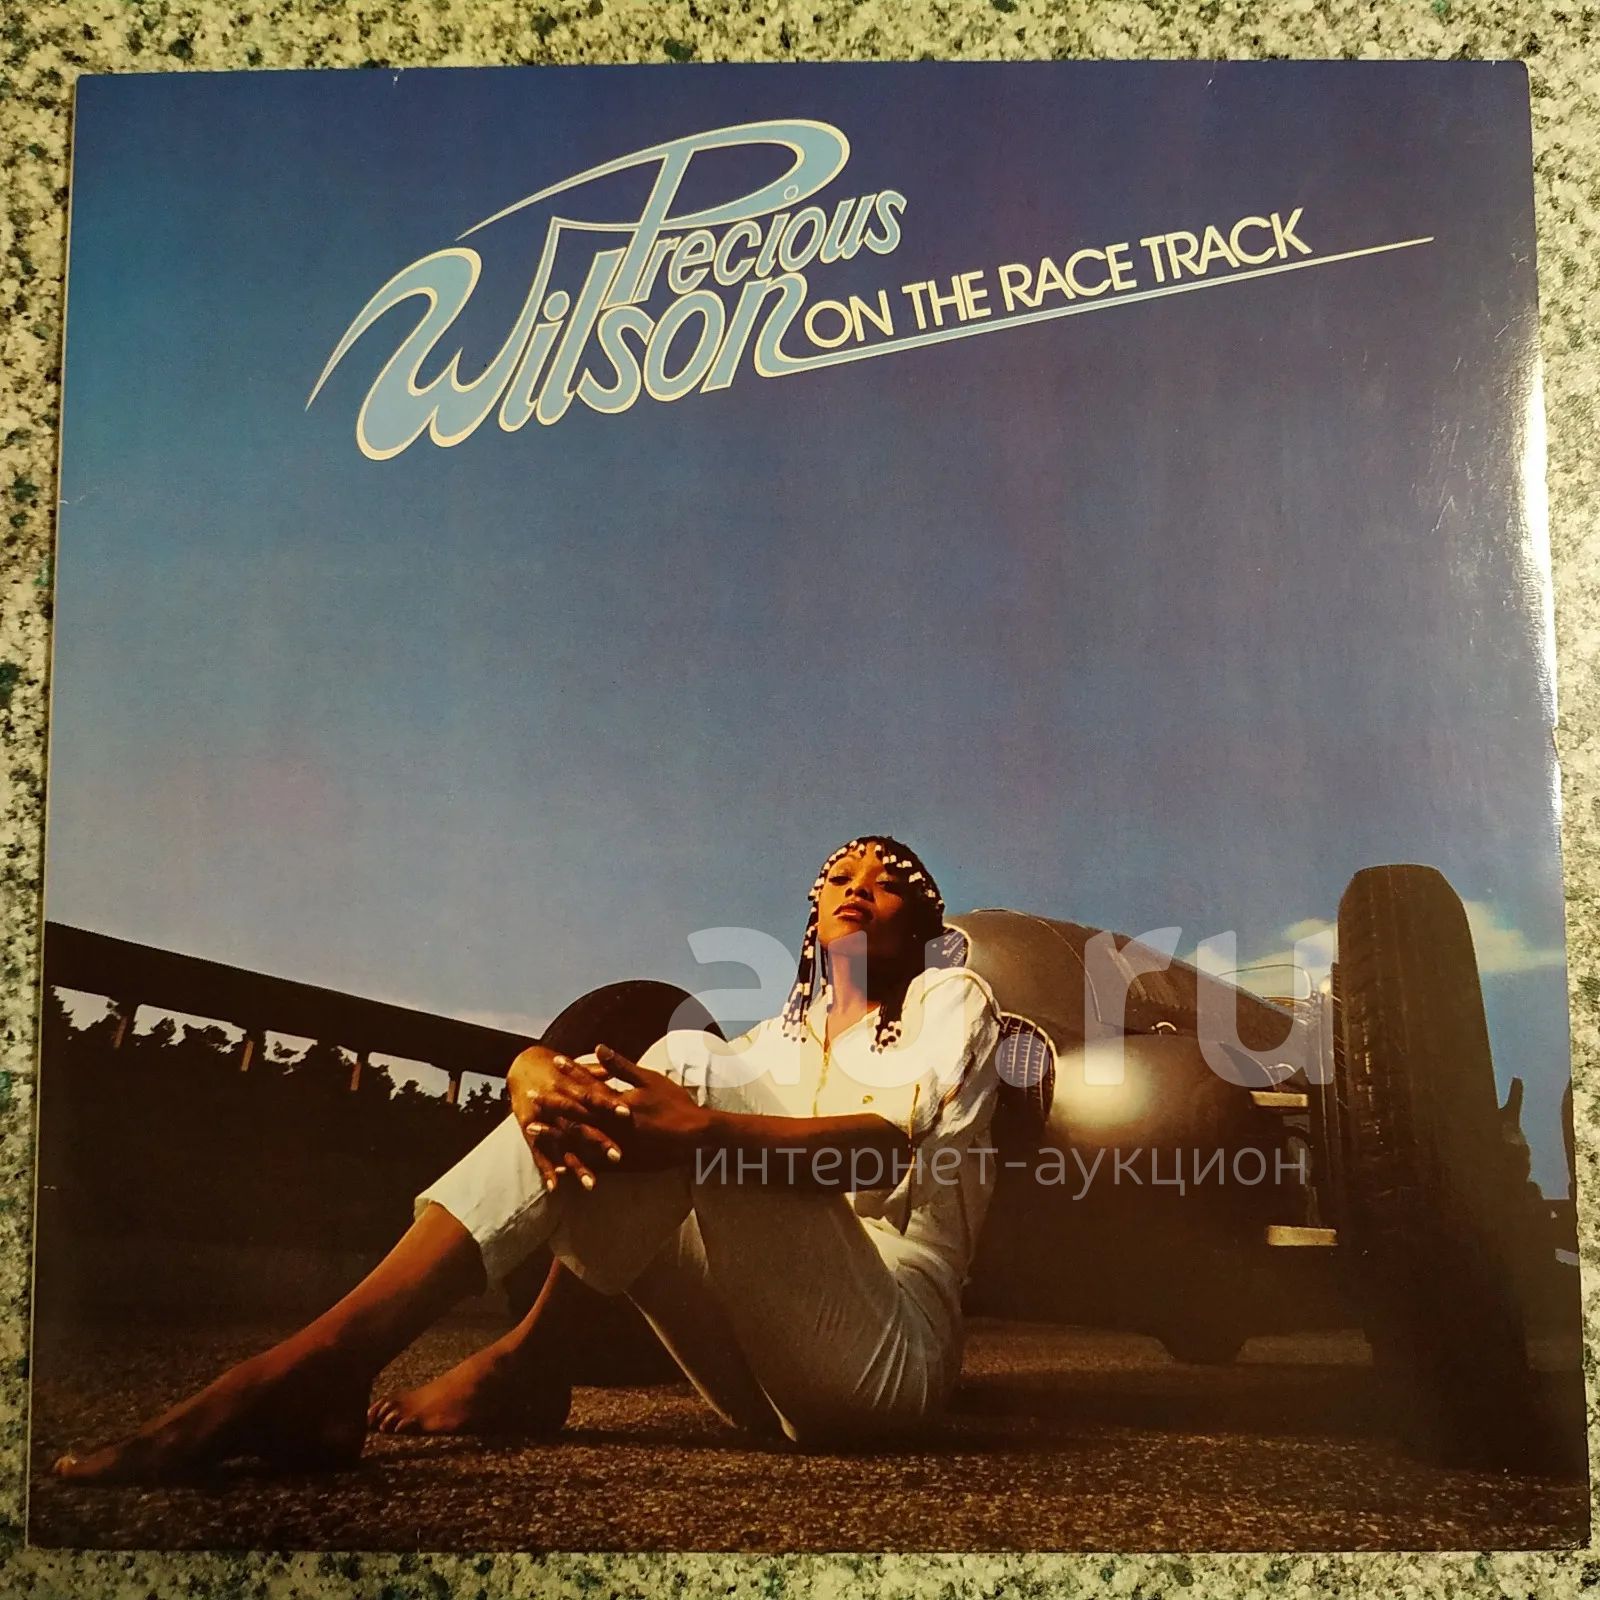 Precious
Wilson ON THE RACE TRACK
au.ru
интернет-аукцион